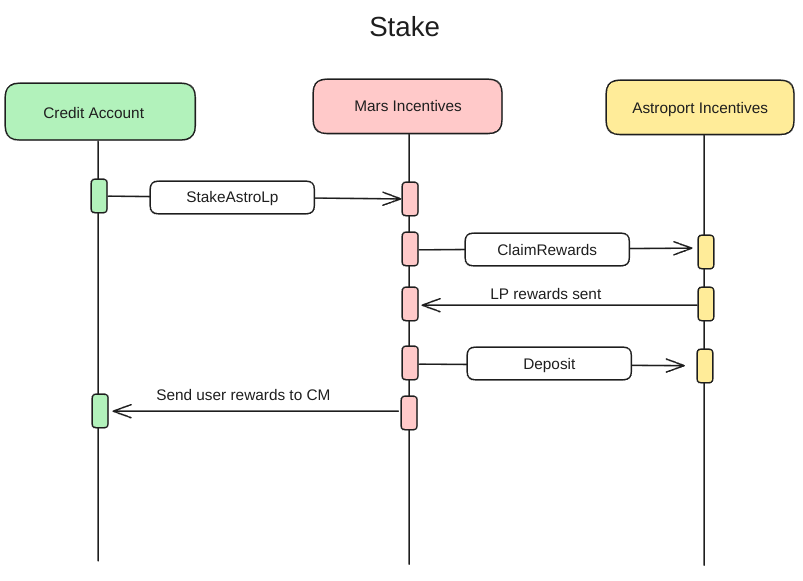 Stake
Credit Account
Mars Incentives
Astroport Incentives
StakeAstroLp
ClaimRewards
LP rewards sent
Deposit
Send user rewards to CM